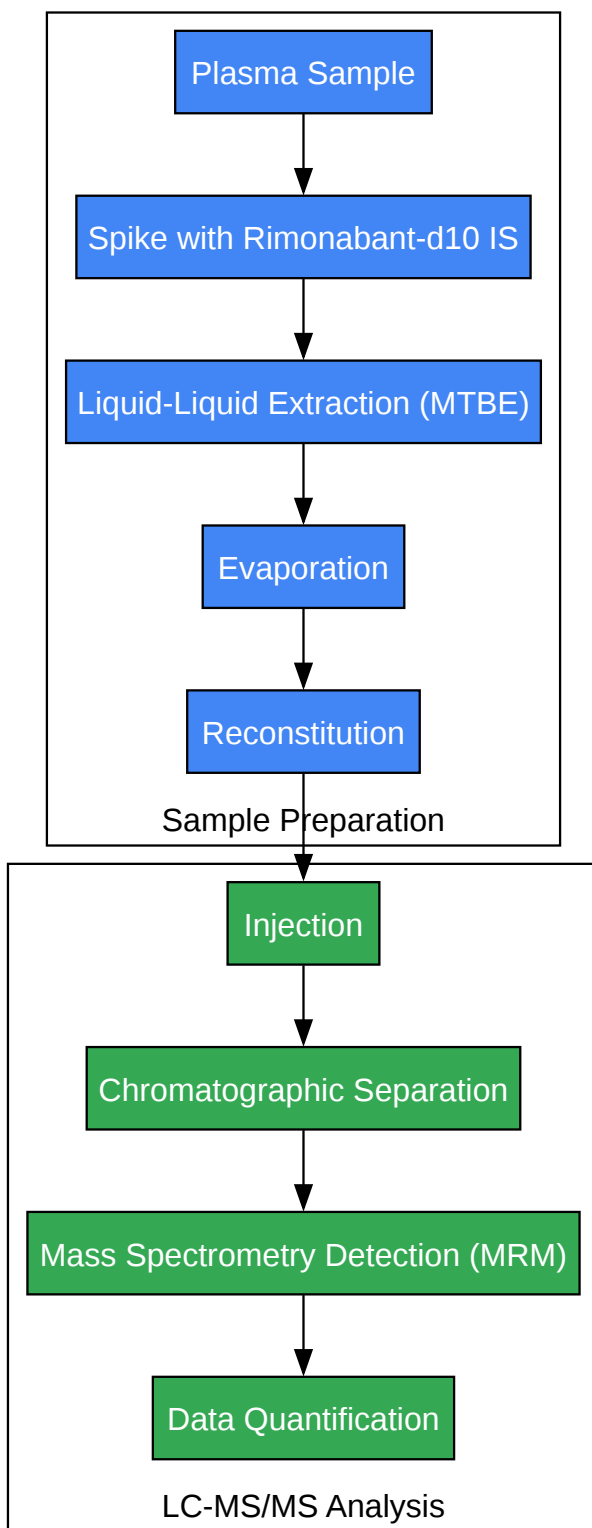 Plasma Sample
Spike with Rimonabant-d10 IS
Liquid-Liquid Extraction (MTBE)
Evaporation
Reconstitution
Sample Preparation
Injection
Chromatographic Separation
Mass Spectrometry Detection (MRM)
Data Quantification
LC-MS/MS Analysis